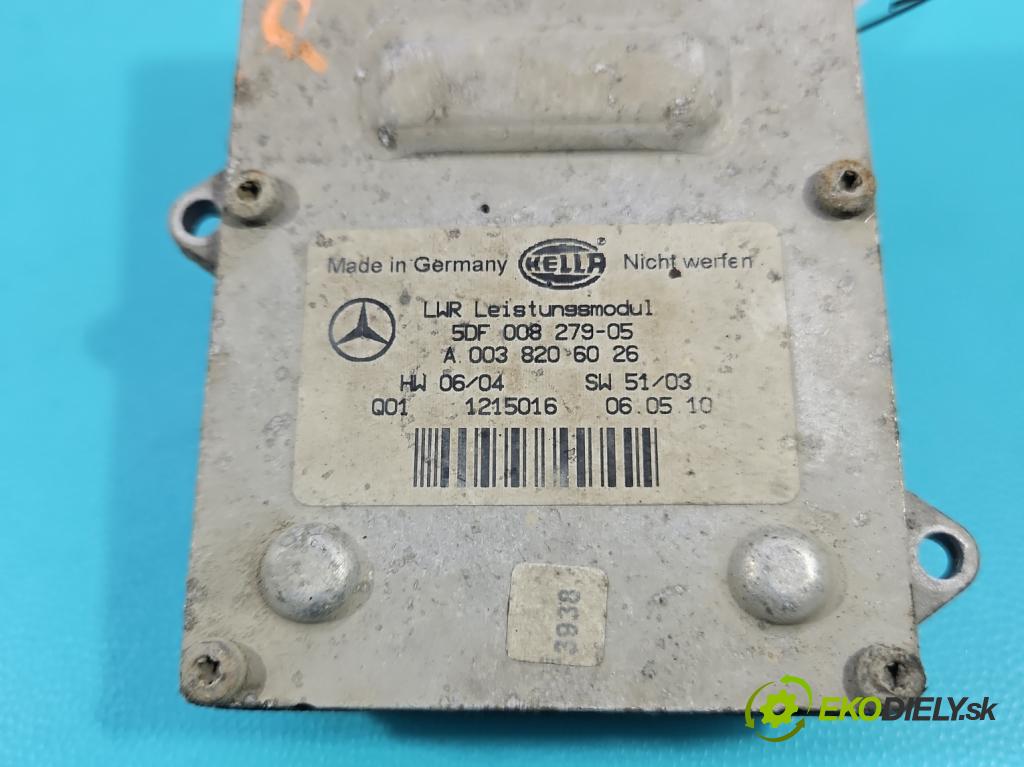 Made in Germany HELLA ® Nicht werfen
LWR Leistungsmodul
5DF 008 279-05
A 003 820 60 26
HW 06/04 SW 51/03
Q01 1215016 06.05.10
3938
EKODIELY.sk